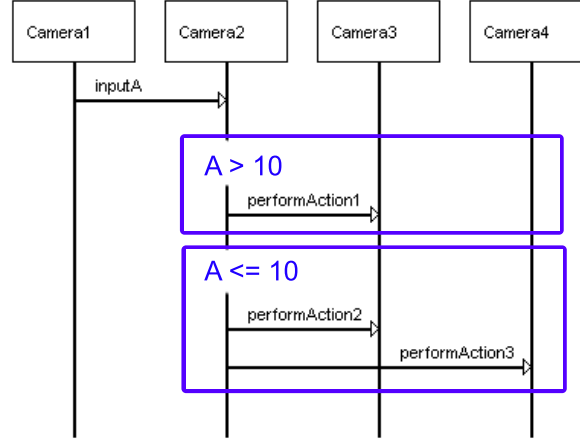 Camera1
Camera2
Camera3
Camera4
inputA
A > 10
performAction1
A <= 10
performAction2
performAction3